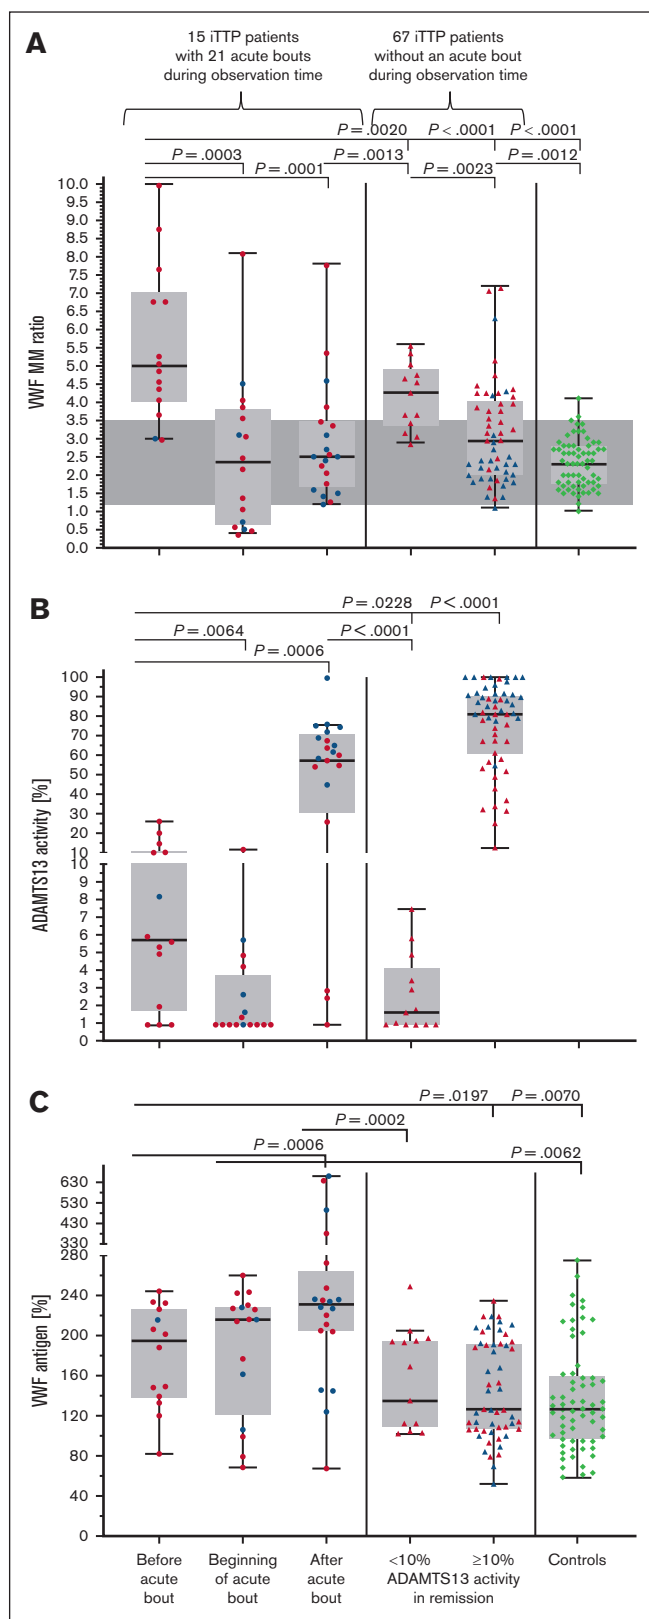 A
15 iTTP patients
with 21 acute bouts
during observation time
67 iTTP patients
without an acute bout
during observation time
P = .0020
P < .0001
P < .0001
P = .0003
P = .0013
P = .0012
P = .0001
P = .0023
VWF MM ratio
10.0
9.5
9.0
8.5
8.0
7.5
7.0
6.5
6.0
5.5
5.0
4.5
4.0
3.5
3.0
2.5
2.0
1.5
1.0
0.5
0.0
B
P = .0228
P < .0001
P = .0064
P < .0001
P = .0006
ADAMTS13 activity [%]
100
90
80
70
60
50
40
30
20
10
10
9
8
7
6
5
4
3
2
1
0
C
P = .0197
P = .0070
P = .0002
P = .0006
P = .0062
VWF antigen [%]
630
530
430
330
280
240
200
160
120
80
40
0
Before
acute
bout
Beginning
of acute
bout
After
acute
bout
<10%
≥10%
ADAMTS13 activity
in remission
Controls